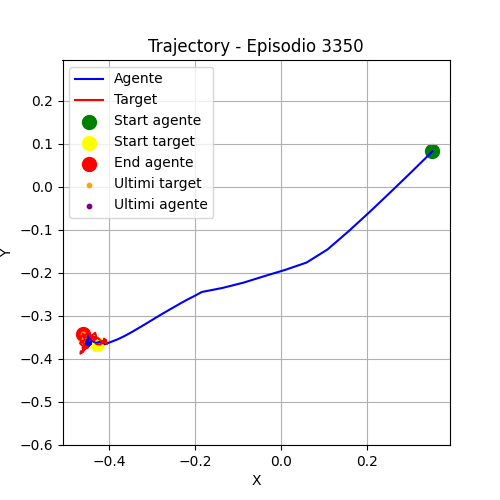 Trajectory - Episodio 3350
Agente
Target
Start agente
Start target
End agente
Ultimi target
Ultimi agente
0.2
0.1
0.0
−0.1
−0.2
−0.3
−0.4
−0.5
−0.6
Y
−0.4
−0.2
0.0
0.2
X